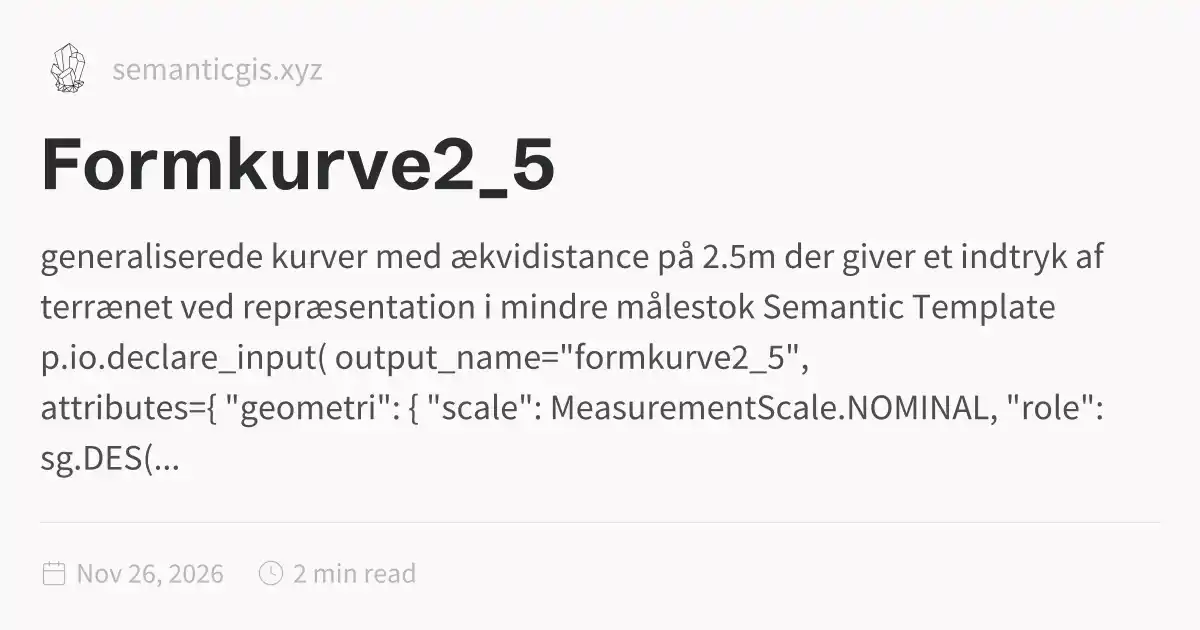 semanticgis.xyz
Formkurve2_5
generaliserede kurver med ækvidistance på 2.5m der giver et indtryk af
terrænet ved repræsentation i mindre målestok Semantic Template
p.io.declare_input( output_name="formkurve2_5",
attributes={ "geometri": { "scale": MeasurementScale.NOMINAL, "role":
sg.DES(...
Nov 26, 2026 2 min read